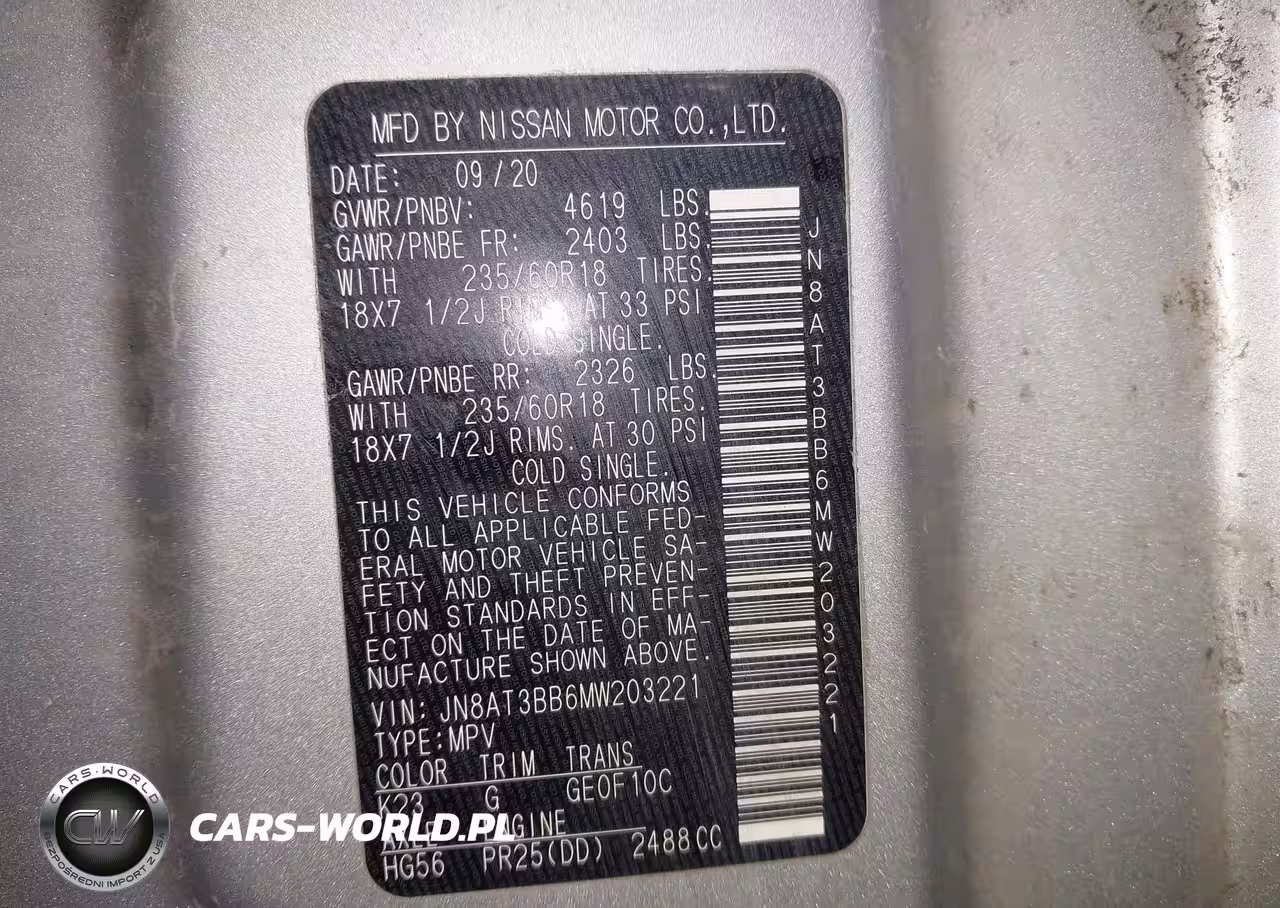 MFD BY NISSAN MOTOR CO.,LTD.
DATE: 09/20
GVWR/PNBV: 4619 LBS.
GAWR/PNBE FR: 2403 LBS.
WITH 235/60R18 TIRES.
18X7 1/2J RIMS. AT 33 PSI
COLD SINGLE.
GAWR/PNBE RR: 2326 LBS.
WITH 235/60R18 TIRES.
18X7 1/2J RIMS. AT 30 PSI
COLD SINGLE.
THIS VEHICLE CONFORMS
TO ALL APPLICABLE FED-
ERAL MOTOR VEHICLE SA-
FETY AND THEFT PREVEN-
TION STANDARDS IN EFF-
ECT ON THE DATE OF MA-
NUFACTURE SHOWN ABOVE.
VIN: JN8AT3BB6MW203221
TYPE:MPV
COLOR TRIM TRANS
K23 G GE0F10C
AXLE ENGINE
HG56 PR25(DD) 2488CC
JN8AT3BB6MW203221
CARS-WORLD
CW
BEZPOŚREDNI IMPORT Z USA
CARS-WORLD.PL